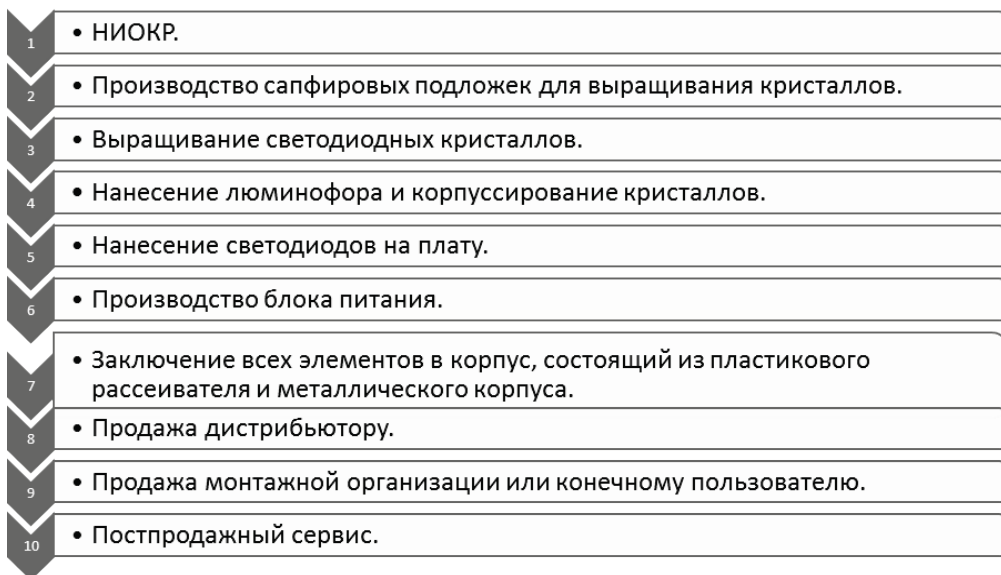 1
• НИОКР.
2
• Производство сапфировых подложек для выращивания кристаллов.
3
• Выращивание светодиодных кристаллов.
4
• Нанесение люминофора и корпуссирование кристаллов.
5
• Нанесение светодиодов на плату.
6
• Производство блока питания.
7
• Заключение всех элементов в корпус, состоящий из пластикового
рассеивателя и металлического корпуса.
8
• Продажа дистрибьютору.
9
• Продажа монтажной организации или конечному пользователю.
10
• Постпродажный сервис.